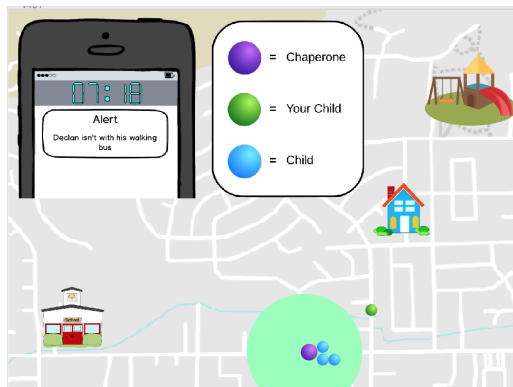 07:18
Alert
Declan isn't with his walking
bus
= Chaperone
= Your Child
= Child
School